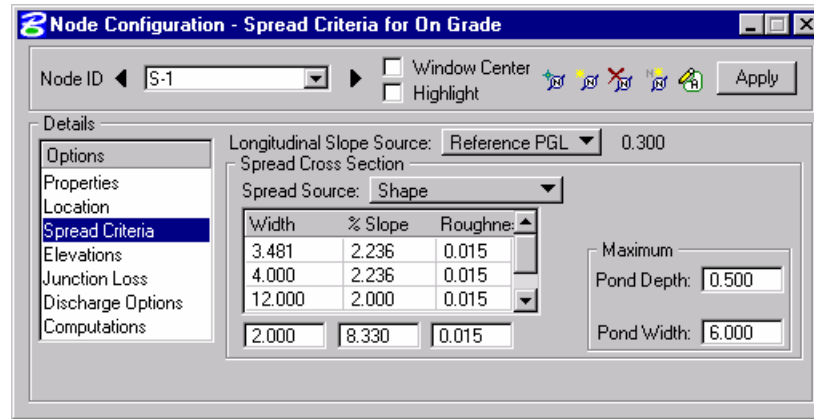 Node Configuration - Spread Criteria for On Grade
Node ID S-1 Window Center Highlight Apply
Details
Options
Properties
Location
Spread Criteria
Elevations
Junction Loss
Discharge Options
Computations
Longitudinal Slope Source: Reference PGL 0.300
Spread Cross Section
Spread Source: Shape
Width % Slope Roughne
3.481 2.236 0.015
4.000 2.236 0.015
12.000 2.000 0.015
2.000 8.330 0.015
Maximum
Pond Depth: 0.500
Pond Width: 6.000